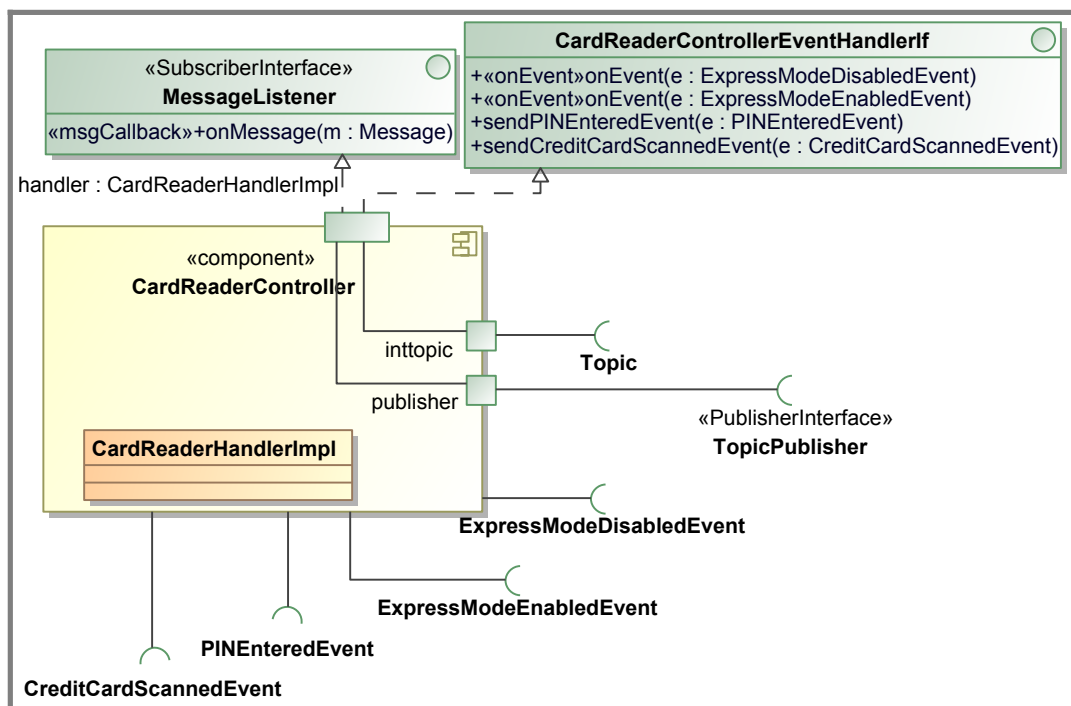 CardReaderControllerEventHandlerIf
+«onEvent»onEvent(e : ExpressModeDisabledEvent)
+«onEvent»onEvent(e : ExpressModeEnabledEvent)
+sendPINEnteredEvent(e : PINEnteredEvent)
+sendCreditCardScannedEvent(e : CreditCardScannedEvent)
«SubscriberInterface»
MessageListener
«msgCallback»+onMessage(m : Message)
handler : CardReaderHandlerImpl
«component»
CardReaderController
inttopic
Topic
publisher
«PublisherInterface»
TopicPublisher
CardReaderHandlerImpl
ExpressModeDisabledEvent
ExpressModeEnabledEvent
PINEnteredEvent
CreditCardScannedEvent